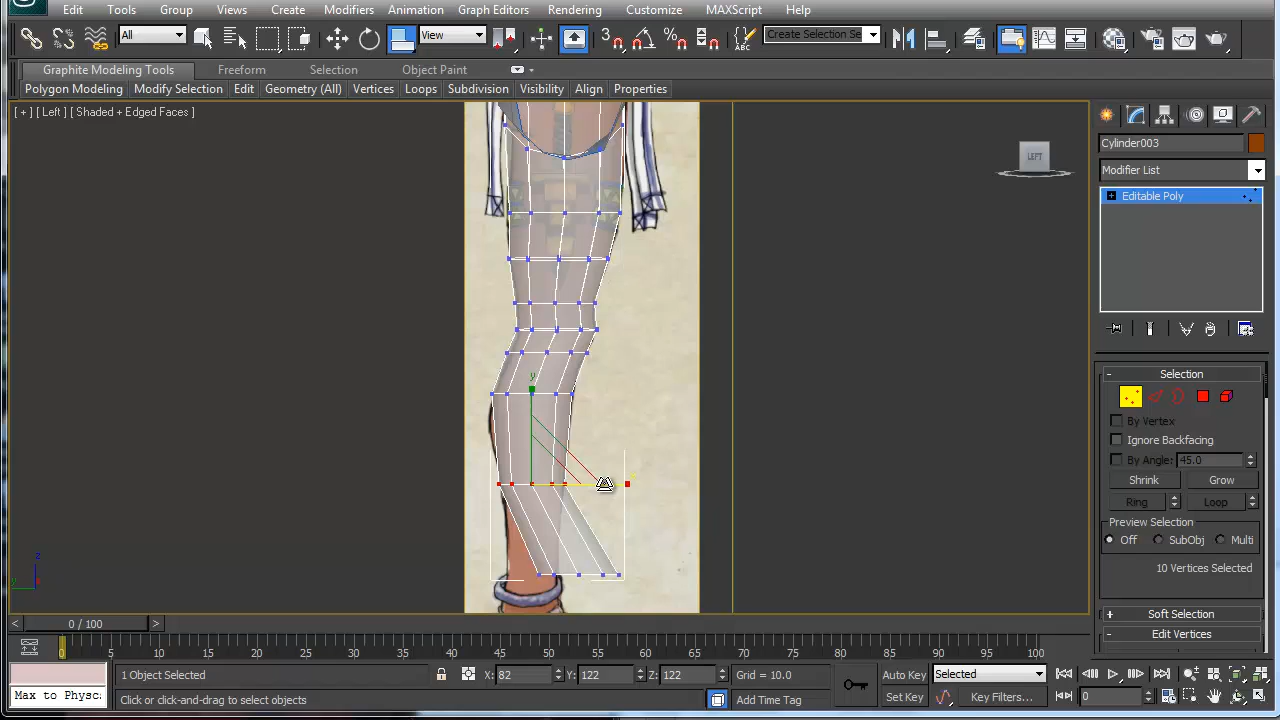 Edit Tools Group Views Create Modifiers Animation Graph Editors Rendering Customize MAXScript Help
All View 3 Create Selection Se
Graphite Modeling Tools Freeform Selection Object Paint
Polygon Modeling Modify Selection Edit Geometry (All) Vertices Loops Subdivision Visibility Align Properties
[ + ] [ Left ] [ Shaded + Edged Faces ]
LEFT
y
z
y
Cylinder003
Modifier List
Editable Poly
- Selection
By Vertex
Ignore Backfacing
By Angle: 45.0
Shrink Grow
Ring Loop
Preview Selection
Off SubObj Multi
10 Vertices Selected
+ Soft Selection
- Edit Vertices
< 0 / 100 >
0 5 10 15 20 25 30 35 40 45 50 55 60 65 70 75 80 85 90 95 100
1 Object Selected X: 82 Y: 122 Z: 122 Grid = 10.0 Auto Key Selected
Max to Physca Click or click-and-drag to select objects Add Time Tag Set Key Key Filters... 0